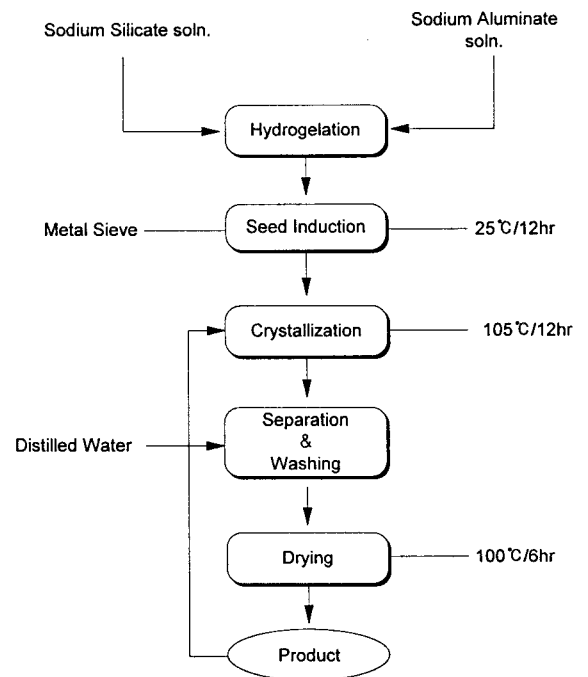 Sodium Silicate soln.
Sodium Aluminate
soln.
Hydrogelation
Metal Sieve
Seed Induction
25℃/12hr
Crystallization
105℃/12hr
Distilled Water
Separation
&
Washing
Drying
100℃/6hr
Product